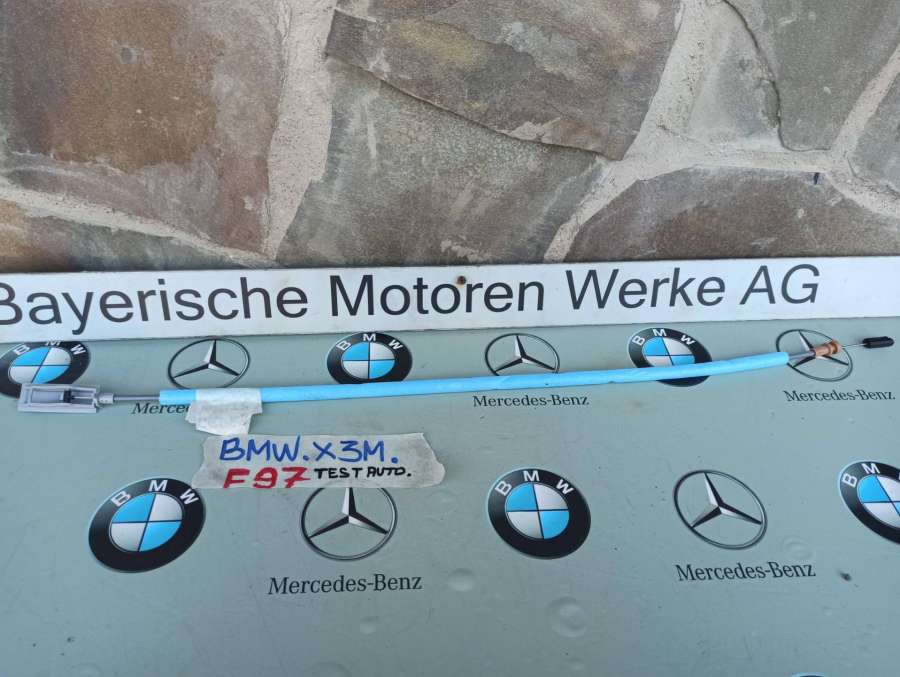 Bayerische Motoren Werke AG
BMW
BMW
BMW
Mercedes-Benz
Mercedes-Benz
BMW.X3M.
F97 TEST AUTO.
BMW
BMW
BMW
Mercedes-Benz
Mercedes-Benz